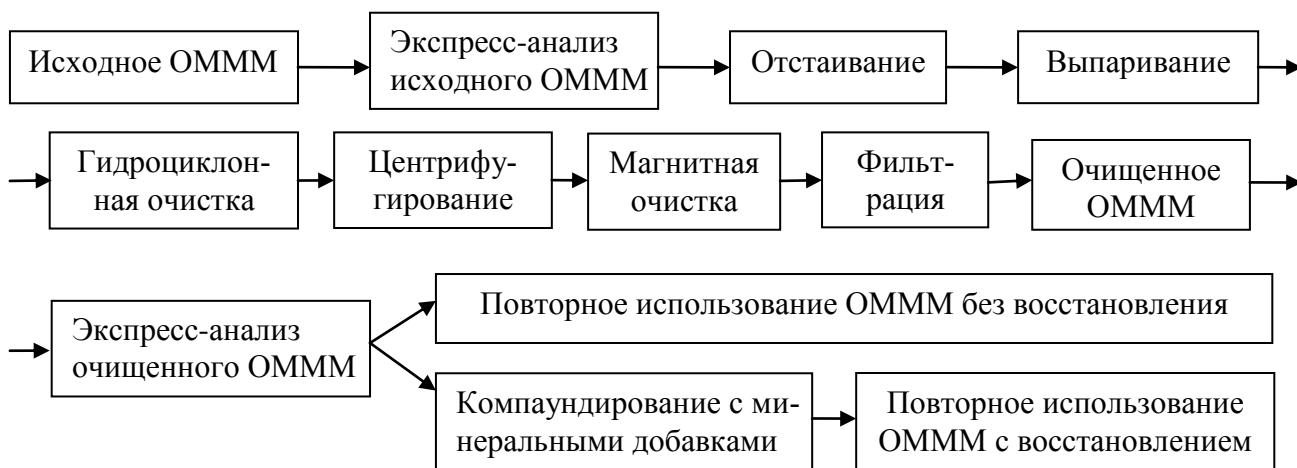 Исходное ОМММ
Экспресс-анализ
исходного ОМММ
Отстаивание
Выпаривание
Гидроциклон-
ная очистка
Центрифу-
гирование
Магнитная
очистка
Фильт-
рация
Очищенное
ОМММ
Экспресс-анализ
очищенного ОМММ
Повторное использование ОМММ без восстановления
Компаундирование с ми-
неральными добавками
Повторное использование
ОМММ с восстановлением